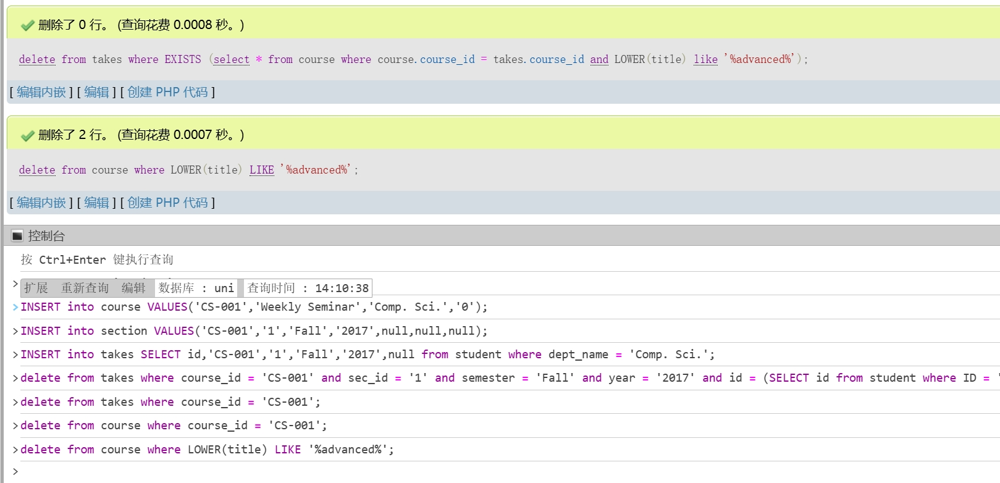 删除了 0 行。 (查询花费 0.0008 秒。)
delete from takes where EXISTS (select * from course where course.course_id = takes.course_id and LOWER(title) like '%advanced%');
[ 编辑内嵌 ] [ 编辑 ] [ 创建 PHP 代码 ]
删除了 2 行。 (查询花费 0.0007 秒。)
delete from course where LOWER(title) LIKE '%advanced%';
[ 编辑内嵌 ] [ 编辑 ] [ 创建 PHP 代码 ]
控制台
按 Ctrl+Enter 键执行查询
> 扩展 重新查询 编辑 数据库 : uni 查询时间 : 14:10:38
>INSERT into course VALUES('CS-001','Weekly Seminar','Comp. Sci.','0');
>INSERT into section VALUES('CS-001','1','Fall','2017',null,null,null);
>INSERT into takes SELECT id,'CS-001','1','Fall','2017',null from student where dept_name = 'Comp. Sci.';
>delete from takes where course_id = 'CS-001' and sec_id = '1' and semester = 'Fall' and year = '2017' and id = (SELECT id from student where ID = '
>delete from takes where course_id = 'CS-001';
>delete from course where course_id = 'CS-001';
>delete from course where LOWER(title) LIKE '%advanced%';
>